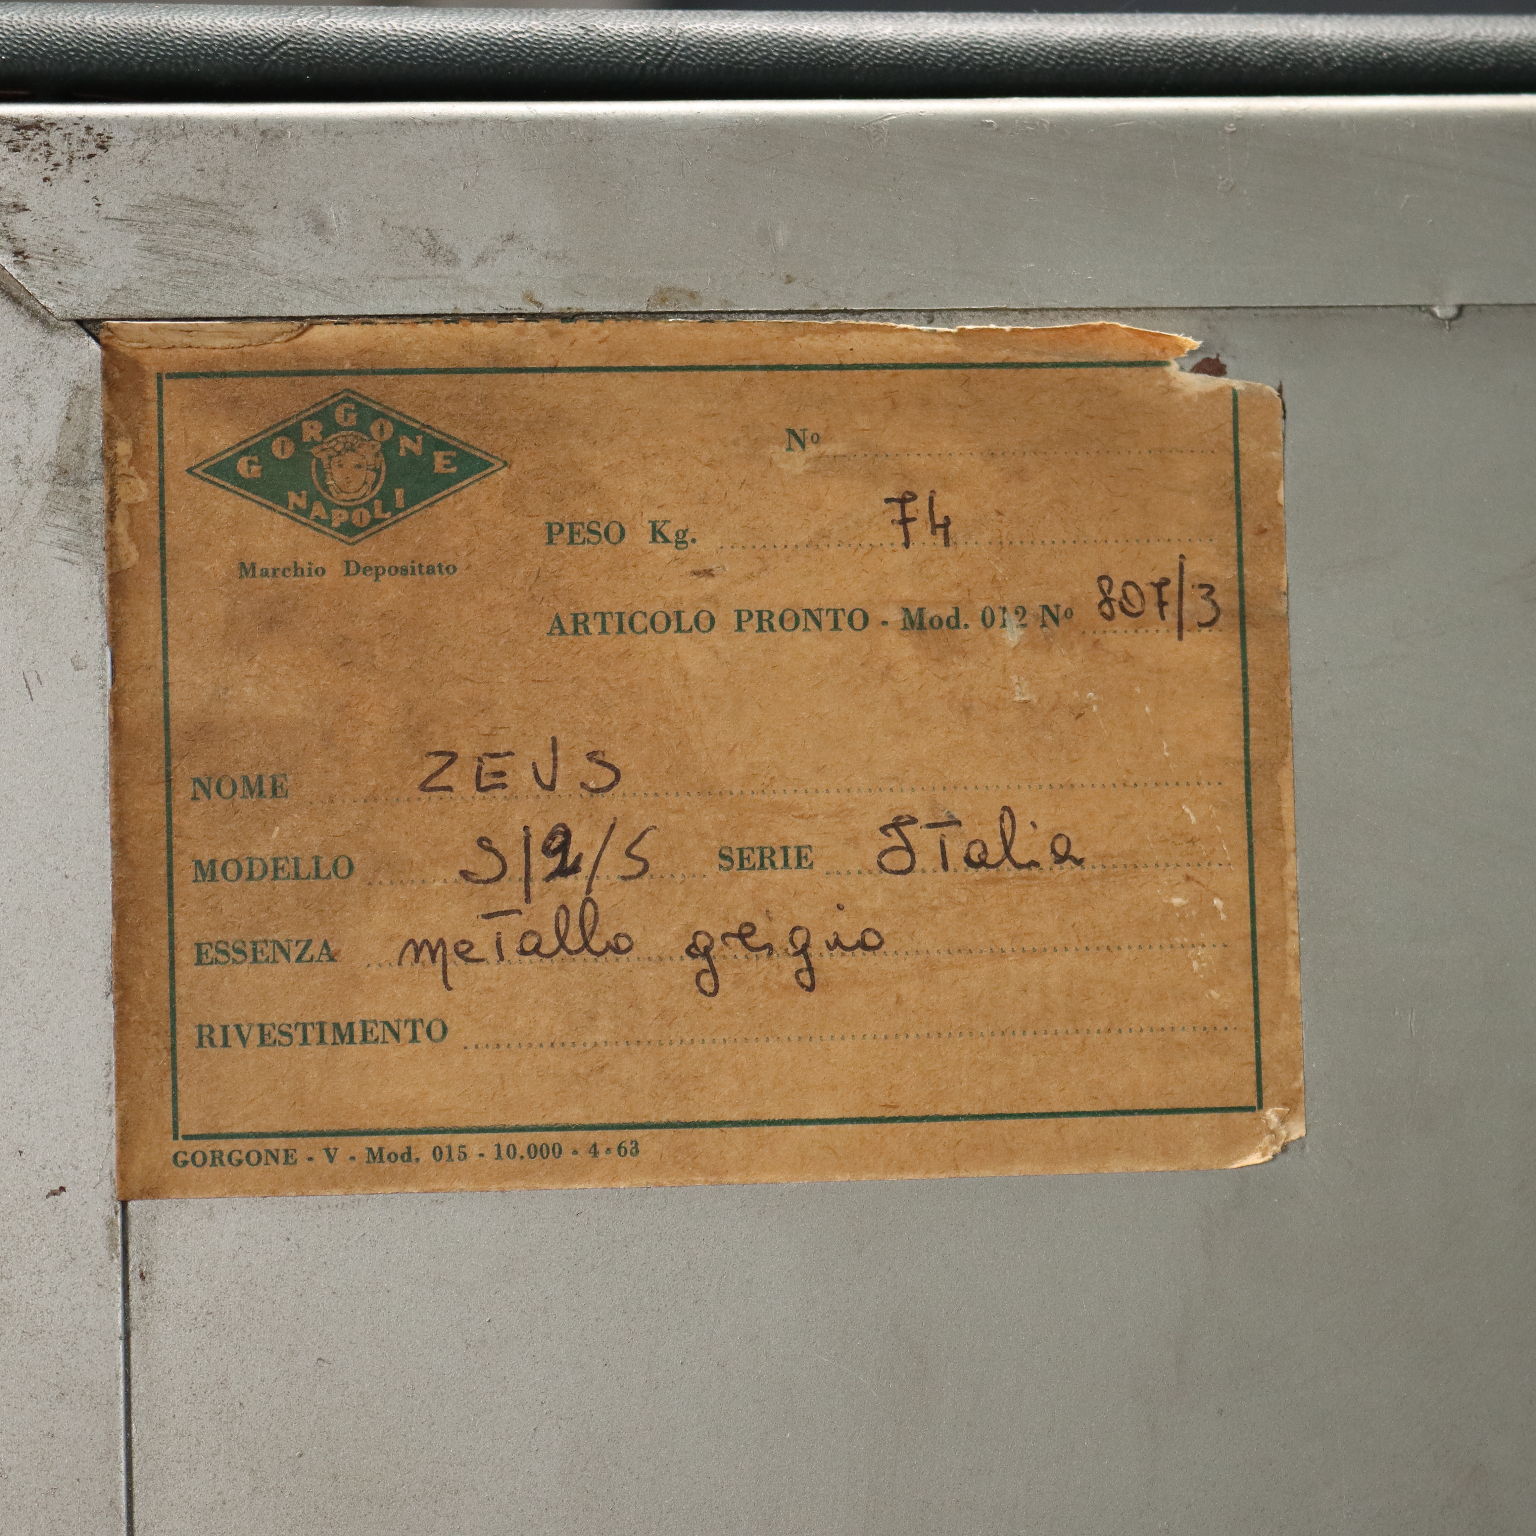 GORGONE
NAPOLI
Marchio Depositato
Nº
PESO Kg. 74
ARTICOLO PRONTO - Mod. 012 Nº 807/3
NOME ZEUS
MODELLO S/2/S SERIE Italia
ESSENZA metallo grigio
RIVESTIMENTO
GORGONE - V - Mod. 015 - 10.000 - 4-63